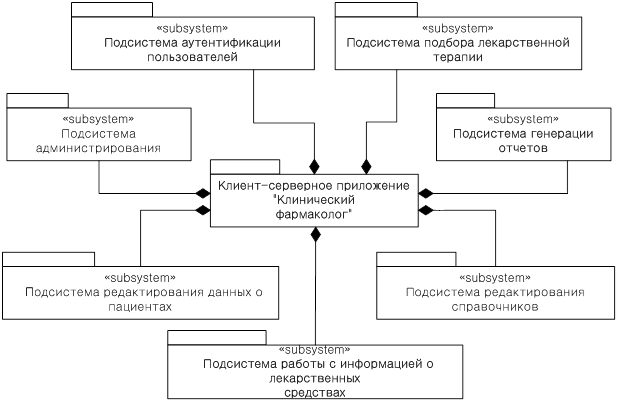 «subsystem»
Подсистема аутентификации
пользователей
«subsystem»
Подсистема подбора лекарственной
терапии
«subsystem»
Подсистема
администрирования
«subsystem»
Подсистема генерации
отчетов
Клиент-серверное приложение
"Клинический
фармаколог"
«subsystem»
Подсистема редактирования данных о
пациентах
«subsystem»
Подсистема редактирования
справочников
«subsystem»
Подсистема работы с информацией о
лекарственных
средствах